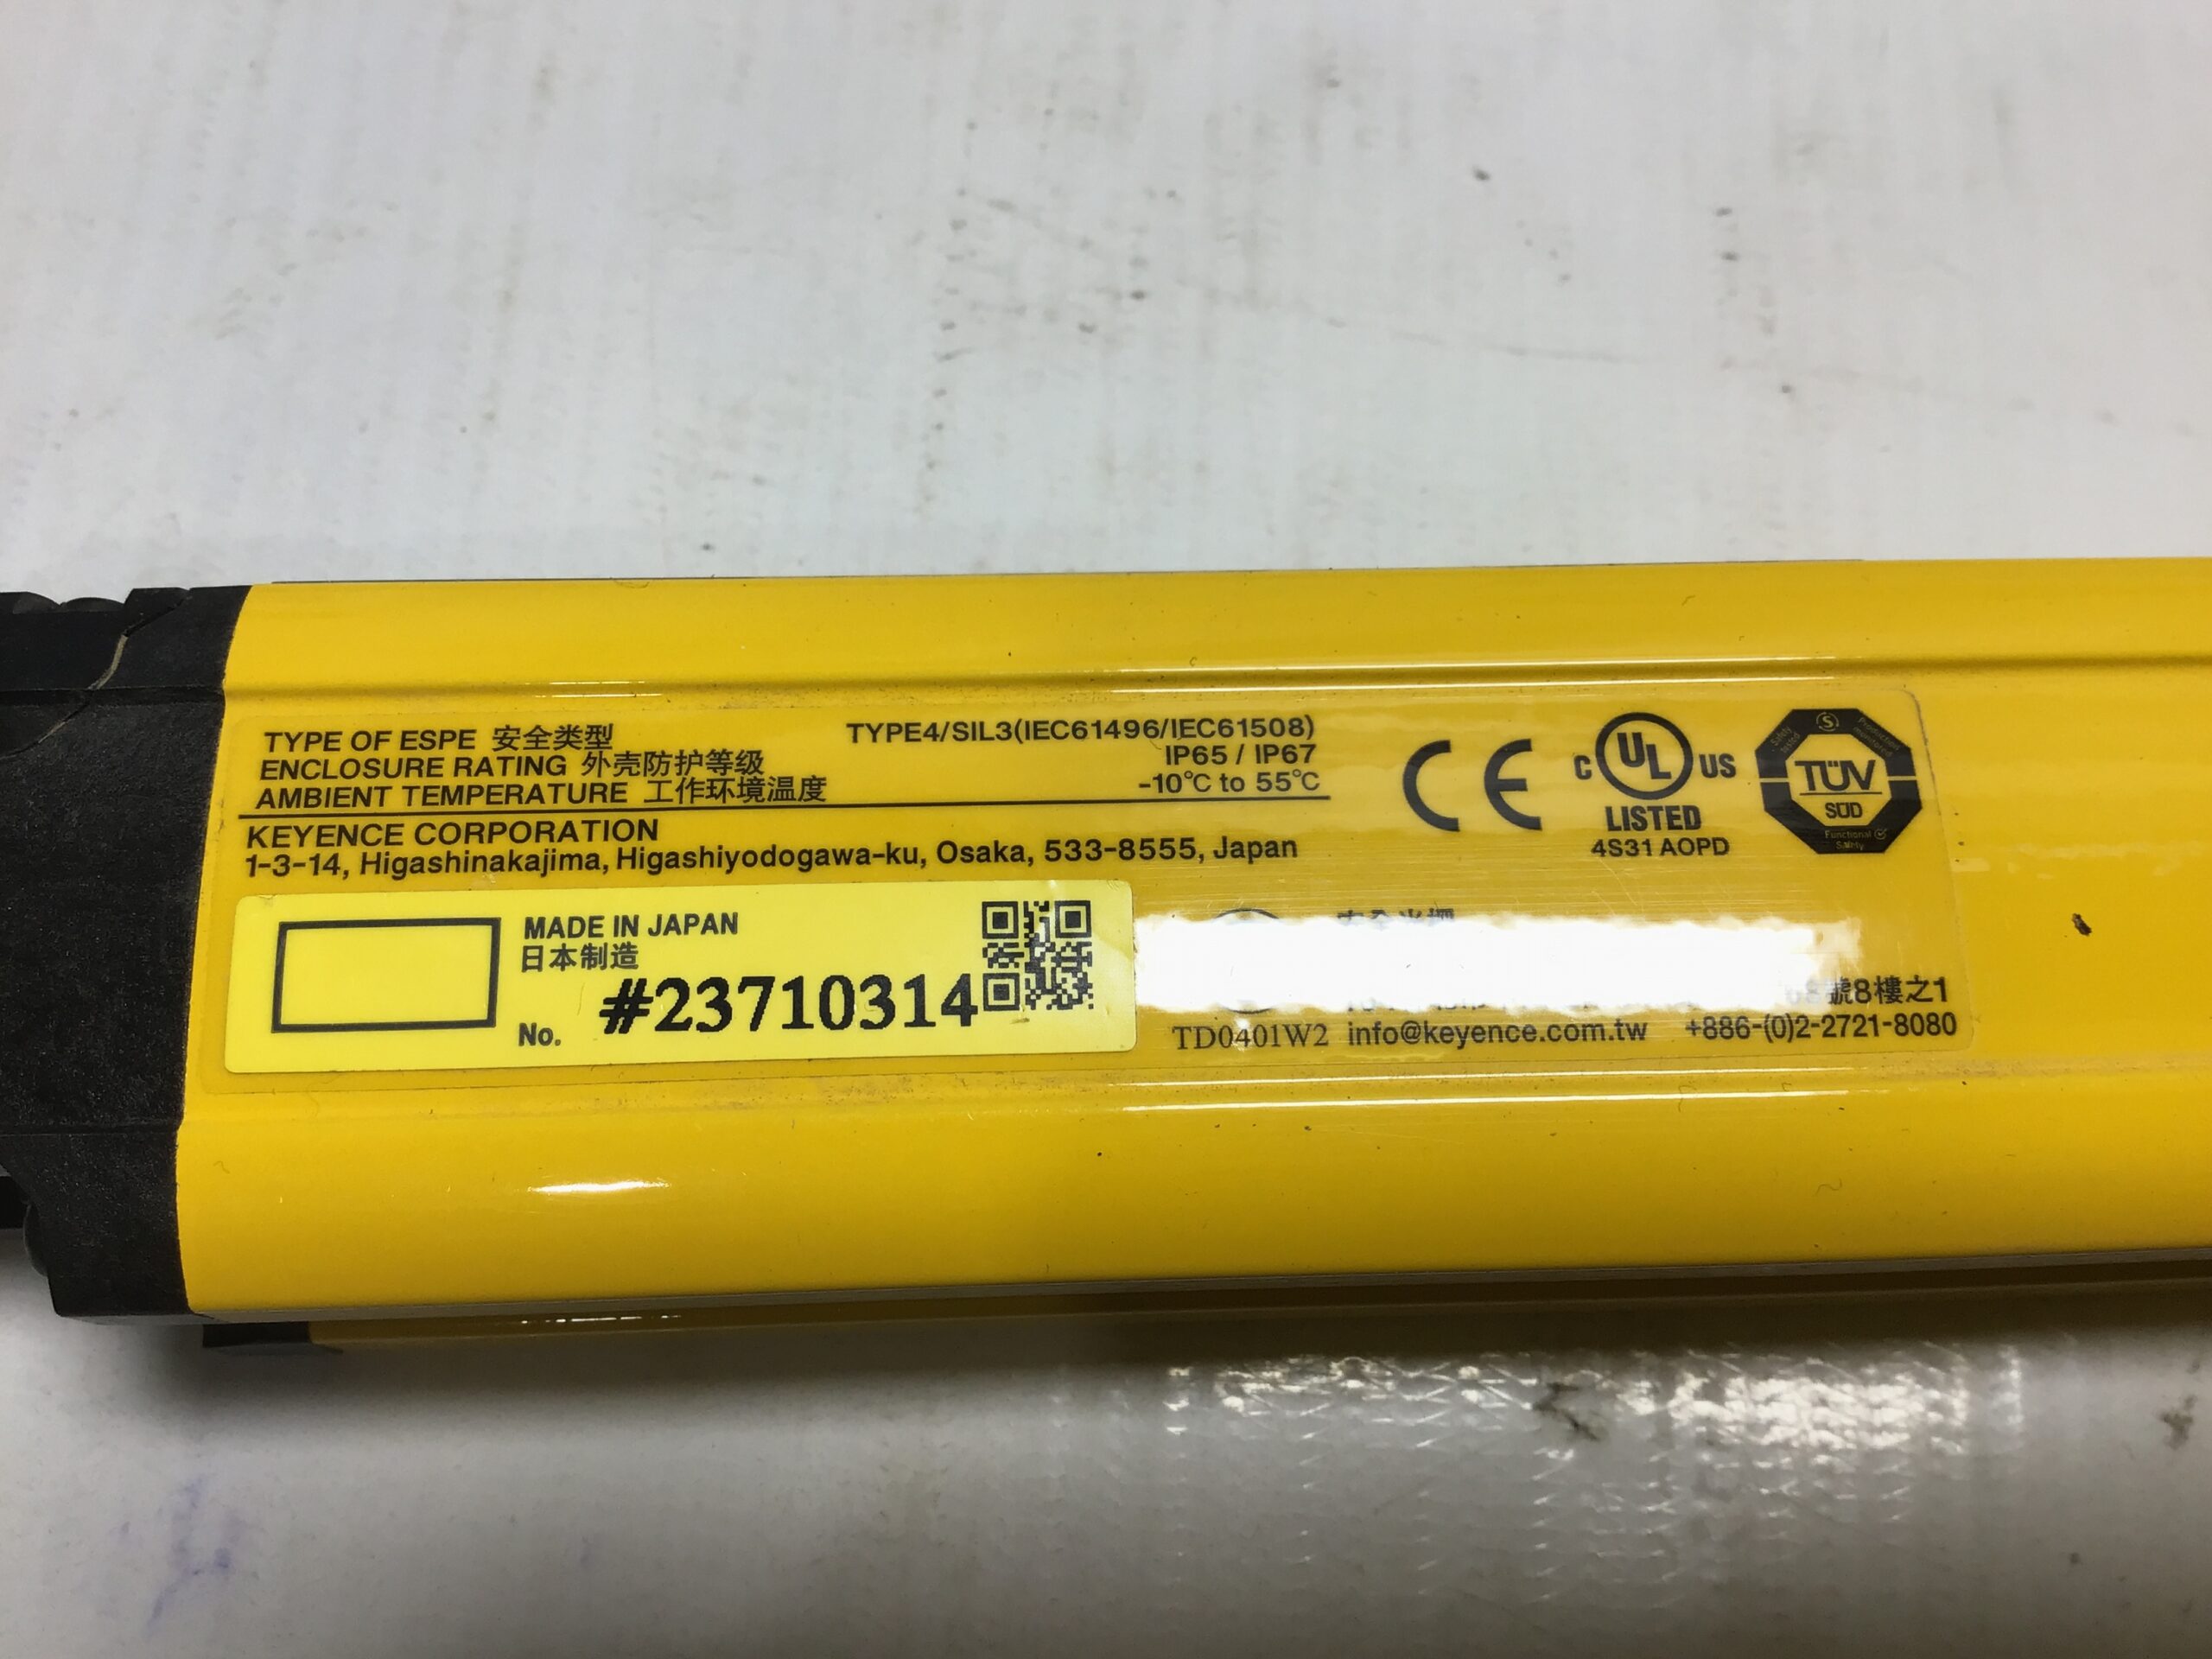 TYPE OF ESPE 安全类型 TYPE4/SIL3(IEC61496/IEC61508)
ENCLOSURE RATING 外壳防护等级 IP65 / IP67
AMBIENT TEMPERATURE 工作环境温度 -10℃ to 55℃
KEYENCE CORPORATION
1-3-14, Higashinakajima, Higashiyodogawa-ku, Osaka, 533-8555, Japan
CE
C UL US
LISTED
4S31 AOPD
TÜV
SÜD
Functional
Safety
MADE IN JAPAN
日本制造
No. #23710314
號8樓之1
TD0401W2 info@keyence.com.tw +886-(0)2-2721-8080